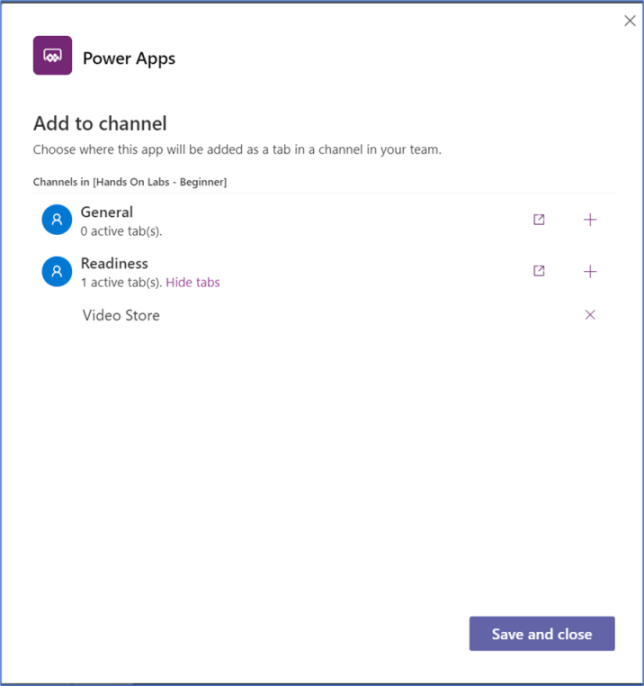 Power Apps
Add to channel
Choose where this app will be added as a tab in a channel in your team.
Channels in [Hands On Labs - Beginner]
General
0 active tab(s).
Readiness
1 active tab(s). Hide tabs
Video Store
Save and close